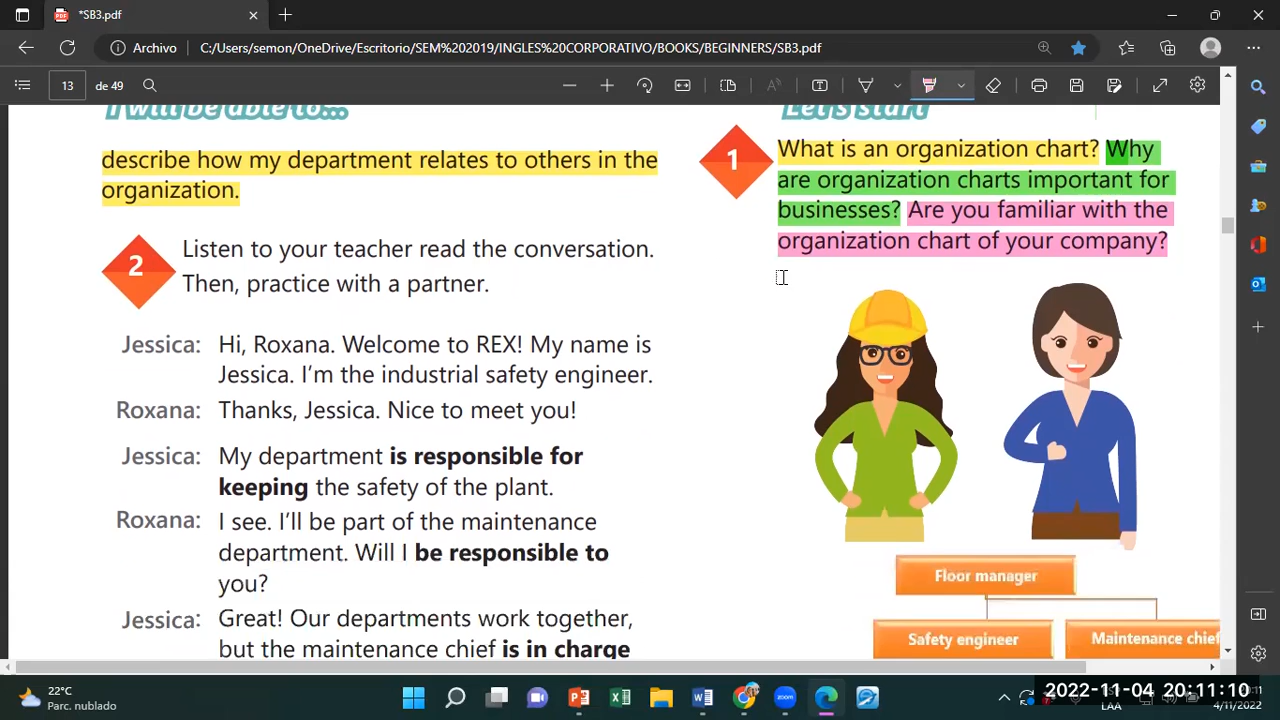 *SB3.pdf
Archivo
C:/Users/semon/OneDrive/Escritorio/SEM%202019/INGLES%20CORPORATIVO/BOOKS/BEGINNERS/SB3.pdf
13 de 49
I will be able to...
describe how my department relates to others in the
organization.
2
Listen to your teacher read the conversation.
Then, practice with a partner.
Jessica: Hi, Roxana. Welcome to REX! My name is
Jessica. I'm the industrial safety engineer.
Roxana: Thanks, Jessica. Nice to meet you!
Jessica: My department is responsible for
keeping the safety of the plant.
Roxana: I see. I'll be part of the maintenance
department. Will I be responsible to
you?
Jessica: Great! Our departments work together,
but the maintenance chief is in charge
Let's start
1
What is an organization chart? Why
are organization charts important for
businesses? Are you familiar with the
organization chart of your company?
Floor manager
Safety engineer
Maintenance chief
22°C
Parc. nublado
LAA
2022-11-04 20:11:10
4/11/2022